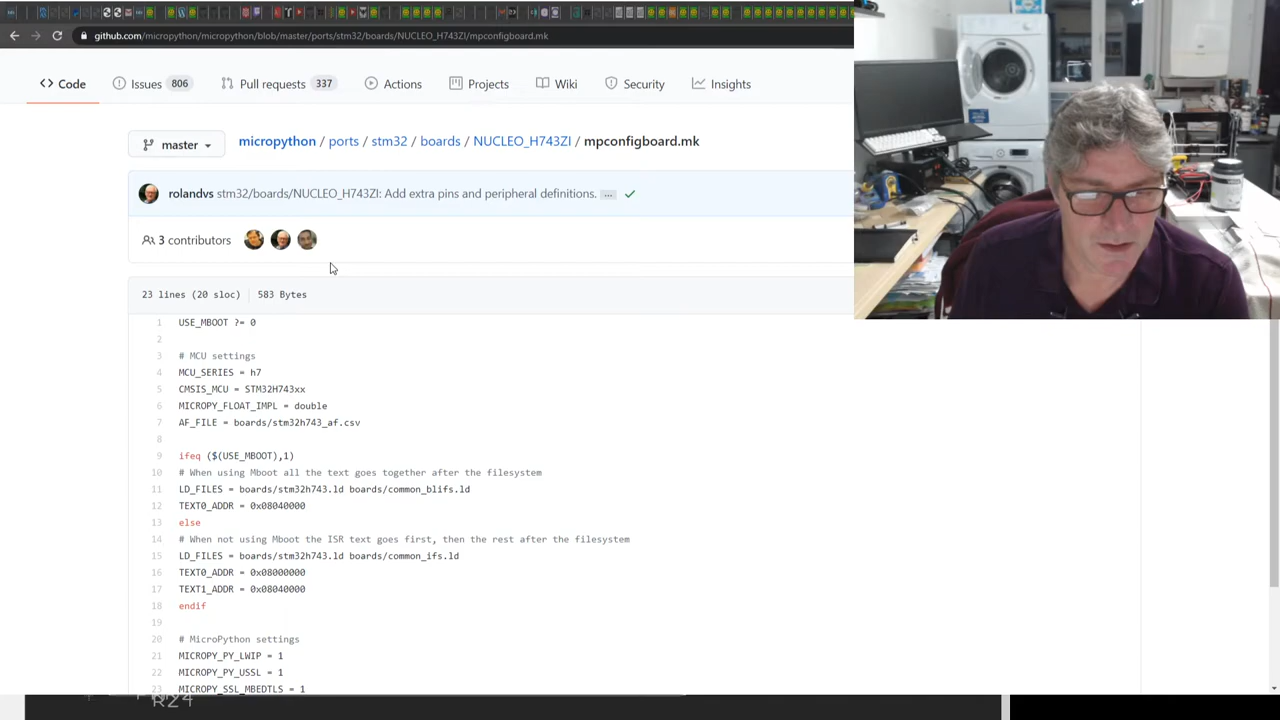 github.com/micropython/micropython/blob/master/ports/stm32/boards/NUCLEO_H743ZI/mpconfigboard.mk
Code Issues 806 Pull requests 337 Actions Projects Wiki Security Insights
master micropython / ports / stm32 / boards / NUCLEO_H743ZI / mpconfigboard.mk
rolandvs stm32/boards/NUCLEO_H743ZI: Add extra pins and peripheral definitions. ...
3 contributors
23 lines (20 sloc) 583 Bytes
1 USE_MBOOT ?= 0
2
3 # MCU settings
4 MCU_SERIES = h7
5 CMSIS_MCU = STM32H743xx
6 MICROPY_FLOAT_IMPL = double
7 AF_FILE = boards/stm32h743_af.csv
8
9 ifeq ($(USE_MBOOT),1)
10 # When using Mboot all the text goes together after the filesystem
11 LD_FILES = boards/stm32h743.ld boards/common_blifs.ld
12 TEXT0_ADDR = 0x08040000
13 else
14 # When not using Mboot the ISR text goes first, then the rest after the filesystem
15 LD_FILES = boards/stm32h743.ld boards/common_ifs.ld
16 TEXT0_ADDR = 0x08000000
17 TEXT1_ADDR = 0x08040000
18 endif
19
20 # MicroPython settings
21 MICROPY_PY_LWIP = 1
22 MICROPY_PY_USSL = 1
23 MICROPY_SSL_MBEDTLS = 1